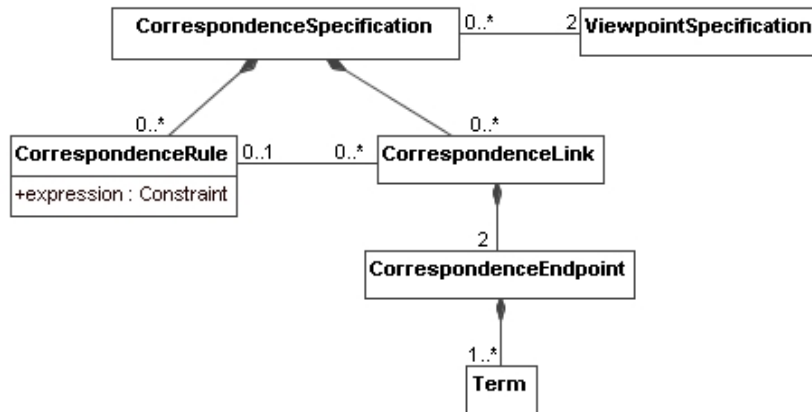 CorrespondenceSpecification 0..* 2 ViewpointSpecification
0..* 0..*
CorrespondenceRule 0..1 0..* CorrespondenceLink
+expression : Constraint
2
CorrespondenceEndpoint
1..*
Term